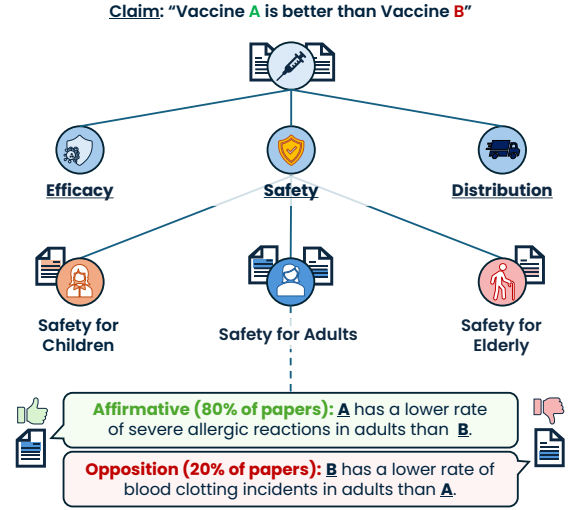 Claim: “Vaccine A is better than Vaccine B”
Efficacy
Safety
Distribution
Safety for
Children
Safety for Adults
Safety for
Elderly
Affirmative (80% of papers): A has a lower rate
of severe allergic reactions in adults than B.
Opposition (20% of papers): B has a lower rate of
blood clotting incidents in adults than A.